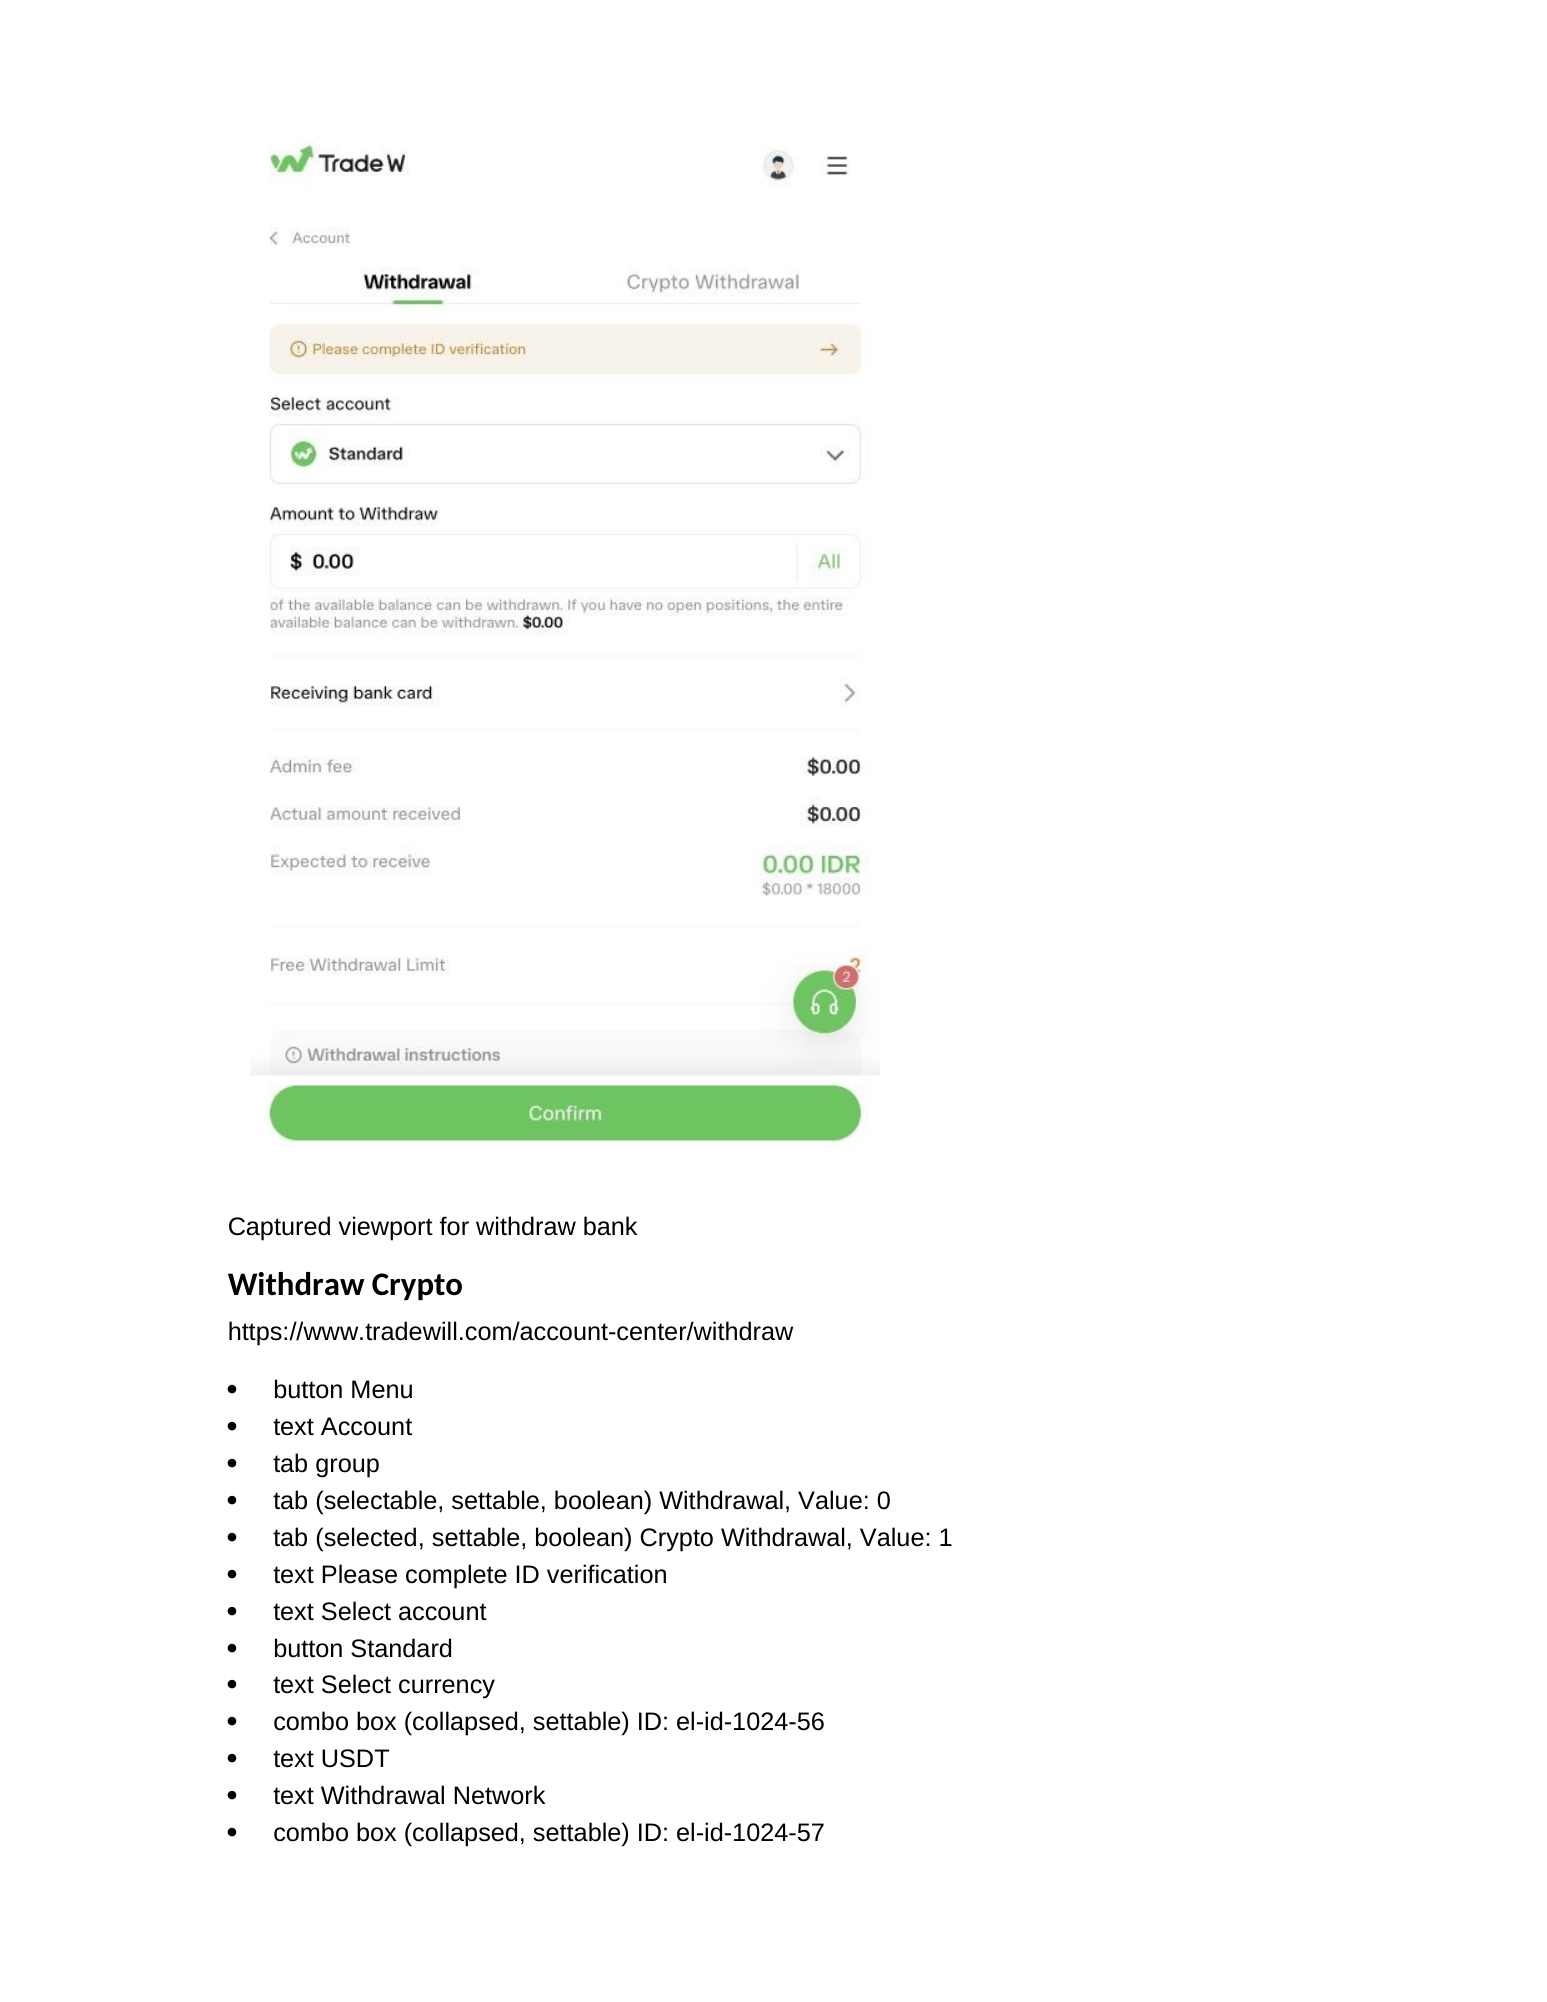 Trade W
Account
Withdrawal
Crypto Withdrawal
Please complete ID verification
Select account
Standard
Amount to Withdraw
$ 0.00
All
of the available balance can be withdrawn. If you have no open positions, the entire
available balance can be withdrawn. $0.00
Receiving bank card
Admin fee
$0.00
Actual amount received
$0.00
Expected to receive
0.00 IDR
$0.00 * 18000
Free Withdrawal Limit
2
2
Withdrawal instructions
Confirm
Captured viewport for withdraw bank
Withdraw Crypto
https://www.tradewill.com/account-center/withdraw
• button Menu
• text Account
• tab group
• tab (selectable, settable, boolean) Withdrawal, Value: 0
• tab (selected, settable, boolean) Crypto Withdrawal, Value: 1
• text Please complete ID verification
• text Select account
• button Standard
• text Select currency
• combo box (collapsed, settable) ID: el-id-1024-56
• text USDT
• text Withdrawal Network
• combo box (collapsed, settable) ID: el-id-1024-57